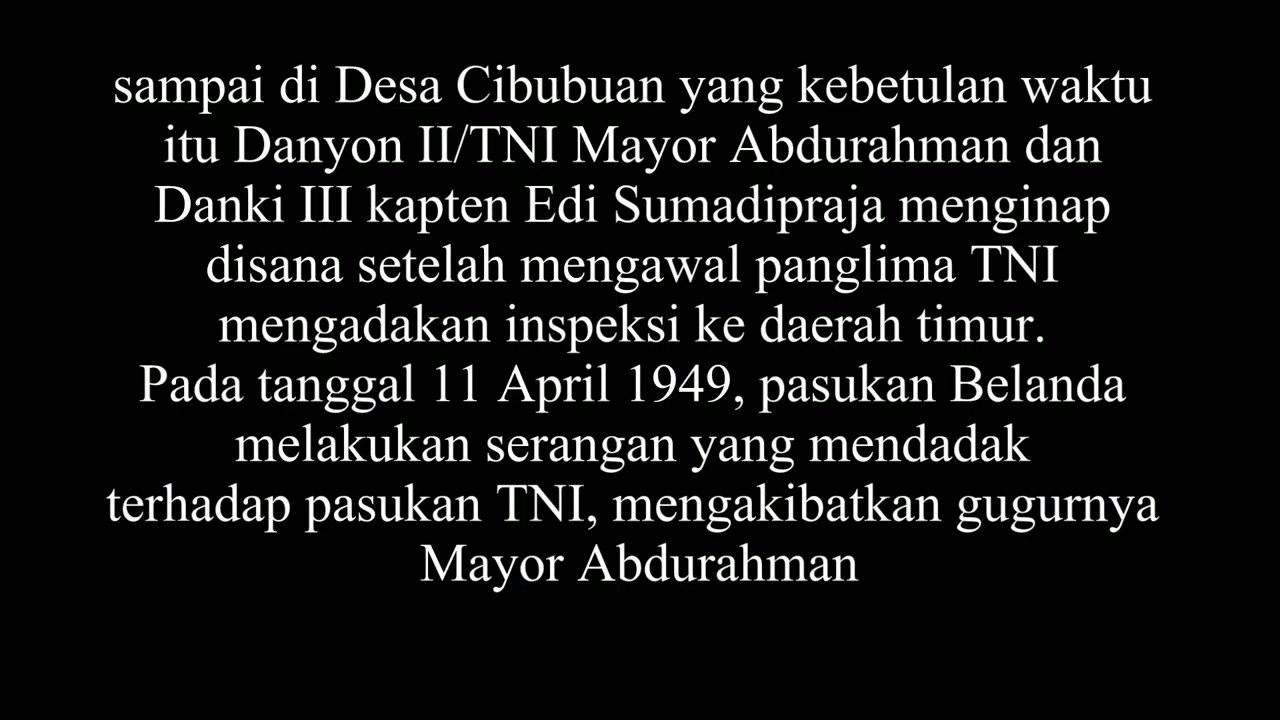 sampai di Desa Cibubuan yang kebetulan waktu
itu Danyon II/TNI Mayor Abdurahman dan
Danki III kapten Edi Sumadipraja menginap
disana setelah mengawal panglima TNI
mengadakan inspeksi ke daerah timur.
Pada tanggal 11 April 1949, pasukan Belanda
melakukan serangan yang mendadak
terhadap pasukan TNI, mengakibatkan gugurnya
Mayor Abdurahman